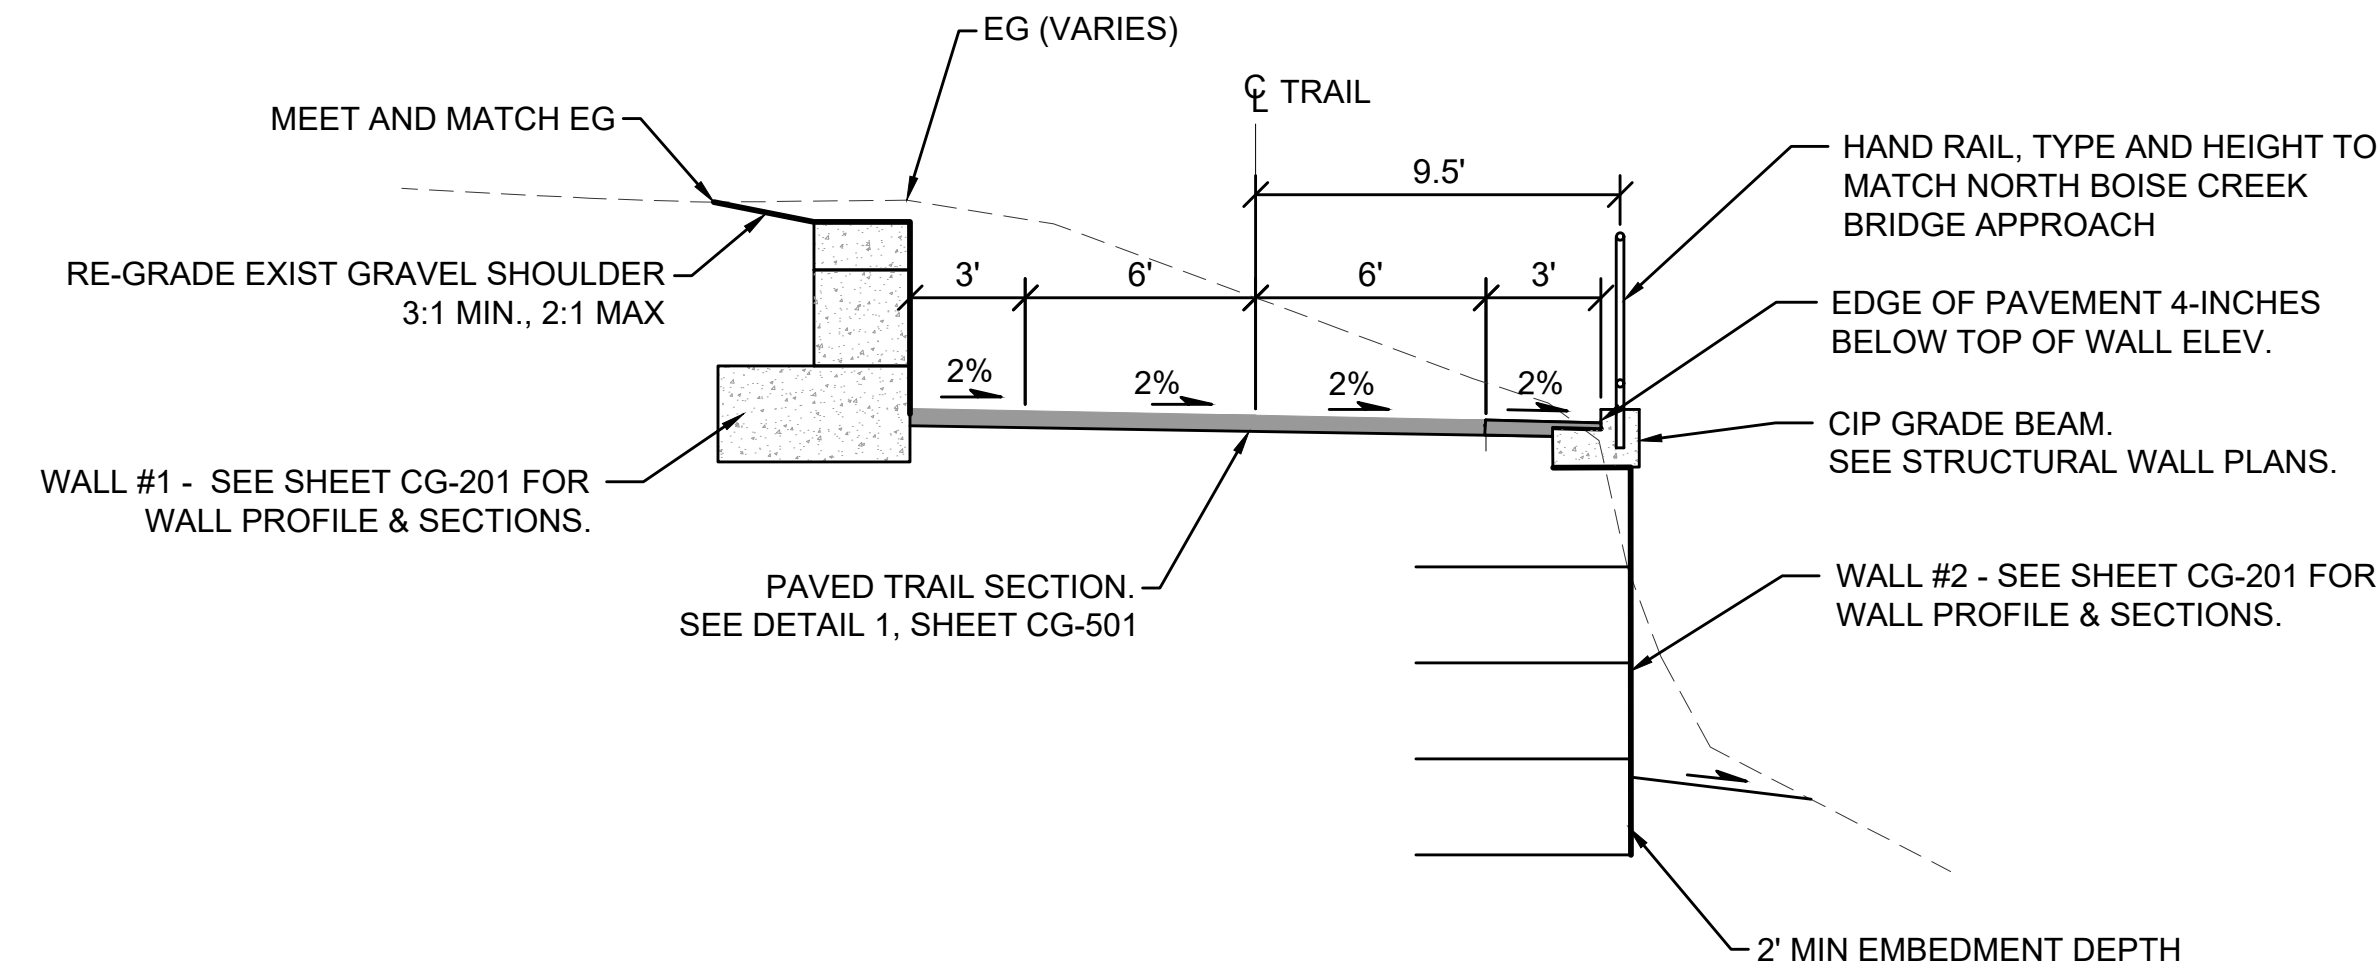 EG (VARIES)
℄ TRAIL
MEET AND MATCH EG
HAND RAIL, TYPE AND HEIGHT TO
MATCH NORTH BOISE CREEK
BRIDGE APPROACH
9.5'
RE-GRADE EXIST GRAVEL SHOULDER
3:1 MIN., 2:1 MAX
3'
6'
6'
3'
EDGE OF PAVEMENT 4-INCHES
BELOW TOP OF WALL ELEV.
2%
2%
2%
2%
CIP GRADE BEAM.
SEE STRUCTURAL WALL PLANS.
WALL #1 - SEE SHEET CG-201 FOR
WALL PROFILE & SECTIONS.
PAVED TRAIL SECTION.
SEE DETAIL 1, SHEET CG-501
WALL #2 - SEE SHEET CG-201 FOR
WALL PROFILE & SECTIONS.
2' MIN EMBEDMENT DEPTH